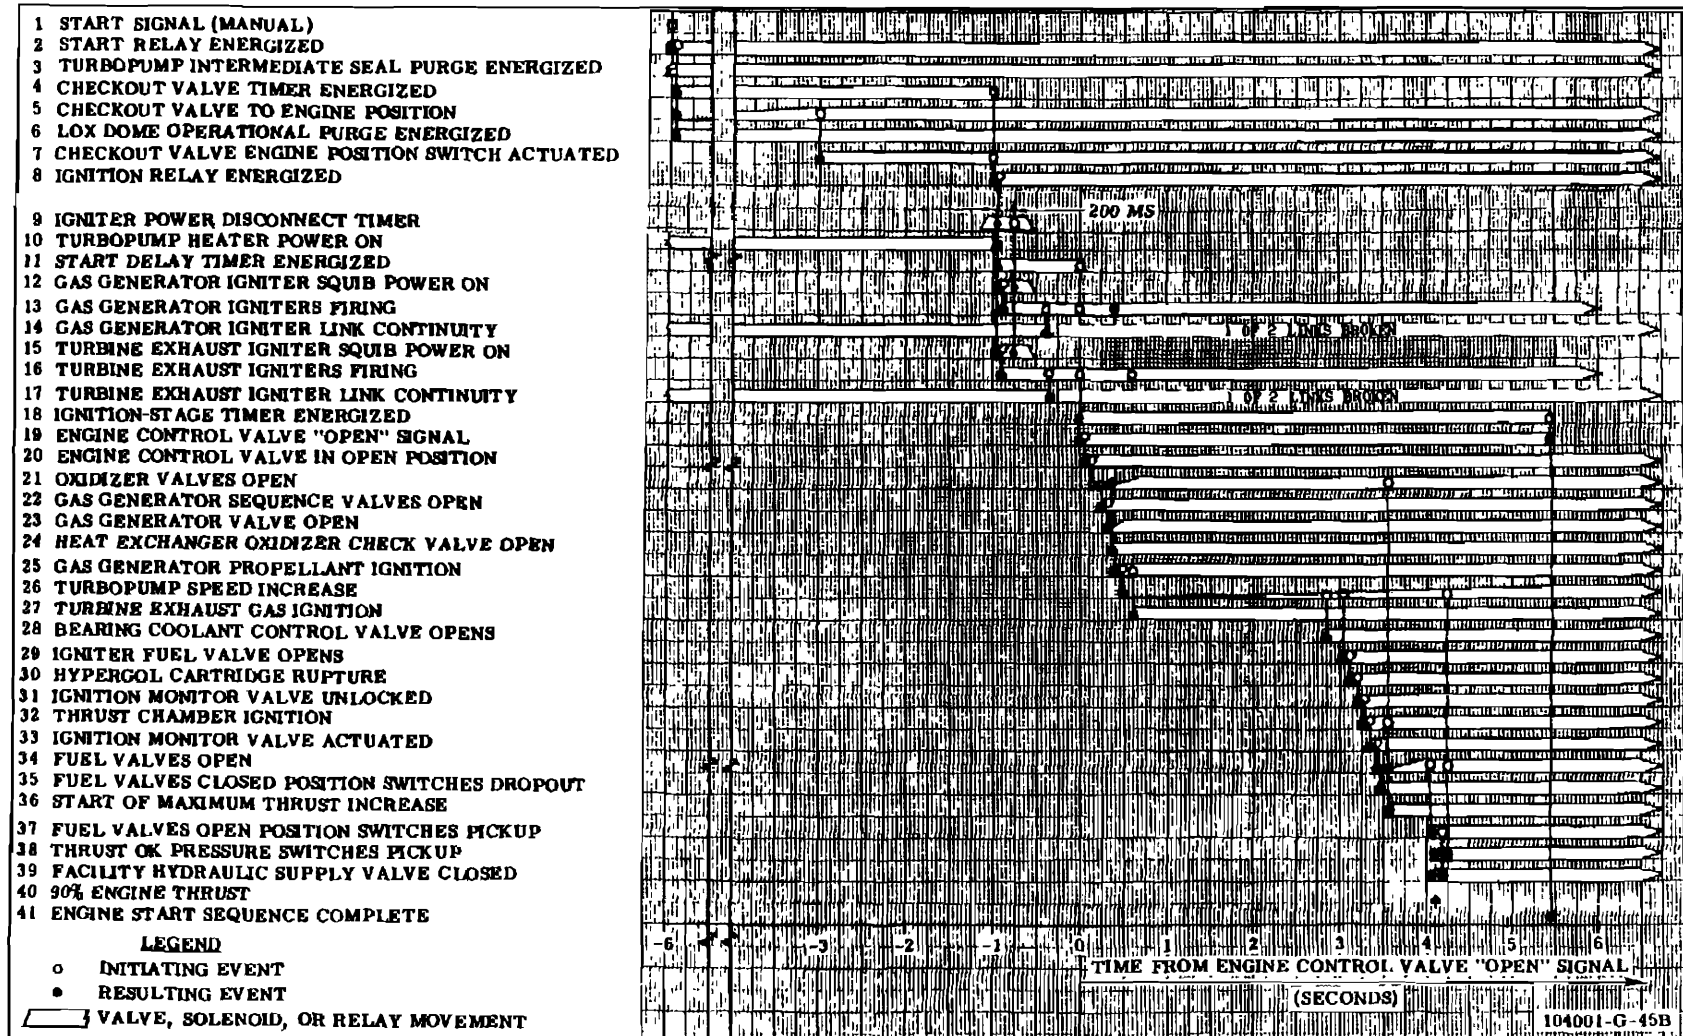 1 START SIGNAL (MANUAL)
2 START RELAY ENERGIZED
3 TURBOPUMP INTERMEDIATE SEAL PURGE ENERGIZED
4 CHECKOUT VALVE TIMER ENERGIZED
5 CHECKOUT VALVE TO ENGINE POSITION
6 LOX DOME OPERATIONAL PURGE ENERGIZED
7 CHECKOUT VALVE ENGINE POSITION SWITCH ACTUATED
8 IGNITION RELAY ENERGIZED
9 IGNITER POWER DISCONNECT TIMER
10 TURBOPUMP HEATER POWER ON
11 START DELAY TIMER ENERGIZED
12 GAS GENERATOR IGNITER SQUIB POWER ON
13 GAS GENERATOR IGNITERS FIRING
14 GAS GENERATOR IGNITER LINK CONTINUITY
15 TURBINE EXHAUST IGNITER SQUIB POWER ON
16 TURBINE EXHAUST IGNITERS FIRING
17 TURBINE EXHAUST IGNITER LINK CONTINUITY
18 IGNITION-STAGE TIMER ENERGIZED
19 ENGINE CONTROL VALVE "OPEN" SIGNAL
20 ENGINE CONTROL VALVE IN OPEN POSITION
21 OXIDIZER VALVES OPEN
22 GAS GENERATOR SEQUENCE VALVES OPEN
23 GAS GENERATOR VALVE OPEN
24 HEAT EXCHANGER OXIDIZER CHECK VALVE OPEN
25 GAS GENERATOR PROPELLANT IGNITION
26 TURBOPUMP SPEED INCREASE
27 TURBINE EXHAUST GAS IGNITION
28 BEARING COOLANT CONTROL VALVE OPENS
29 IGNITER FUEL VALVE OPENS
30 HYPERGOL CARTRIDGE RUPTURE
31 IGNITION MONITOR VALVE UNLOCKED
32 THRUST CHAMBER IGNITION
33 IGNITION MONITOR VALVE ACTUATED
34 FUEL VALVES OPEN
35 FUEL VALVES CLOSED POSITION SWITCHES DROPOUT
36 START OF MAXIMUM THRUST INCREASE
37 FUEL VALVES OPEN POSITION SWITCHES PICKUP
38 THRUST OK PRESSURE SWITCHES PICKUP
39 FACILITY HYDRAULIC SUPPLY VALVE CLOSED
40 90% ENGINE THRUST
41 ENGINE START SEQUENCE COMPLETE
LEGEND
INITIATING EVENT
RESULTING EVENT
VALVE, SOLENOID, OR RELAY MOVEMENT
200 MS
1 OF 2 LINKS BROKEN
1 OF 2 LINKS BROKEN
-6 -3 -2 -1 0 1 2 3 4 5 6
TIME FROM ENGINE CONTROL VALVE "OPEN" SIGNAL
(SECONDS)
104001-G-45B